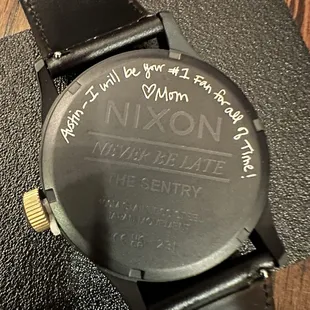 Austin - I will be your #1 Fan for all of Time!
♡Mom
NIXON
NEVER BE LATE
THE SENTRY